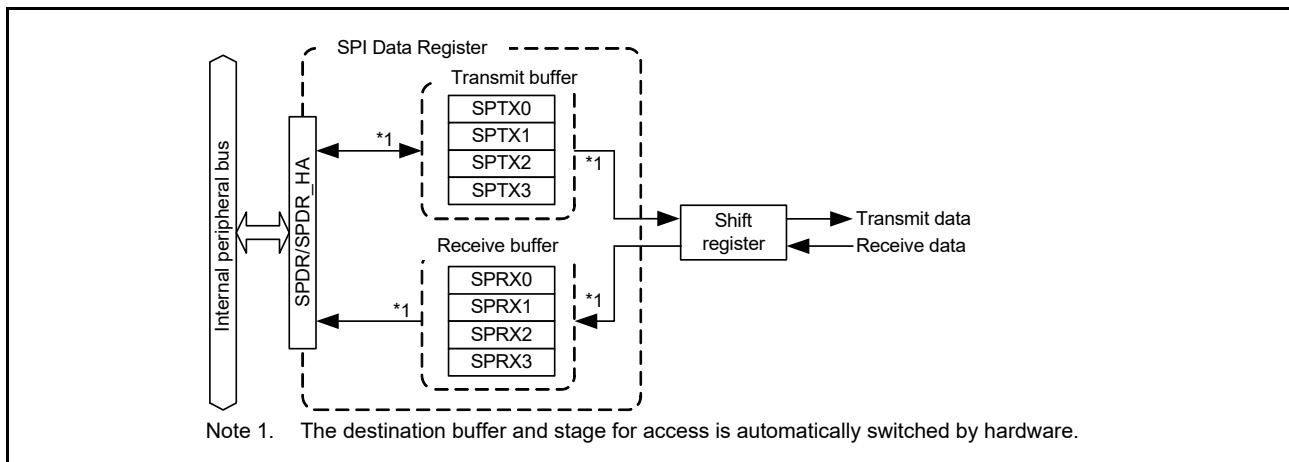 SPI Data Register
Transmit buffer
SPTX0
SPTX1
SPTX2
SPTX3
*1
*1
Internal peripheral bus
SPDR/SPDR_HA
Shift
register
Transmit data
Receive data
Receive buffer
SPRX0
SPRX1
SPRX2
SPRX3
*1
*1
Note 1. The destination buffer and stage for access is automatically switched by hardware.